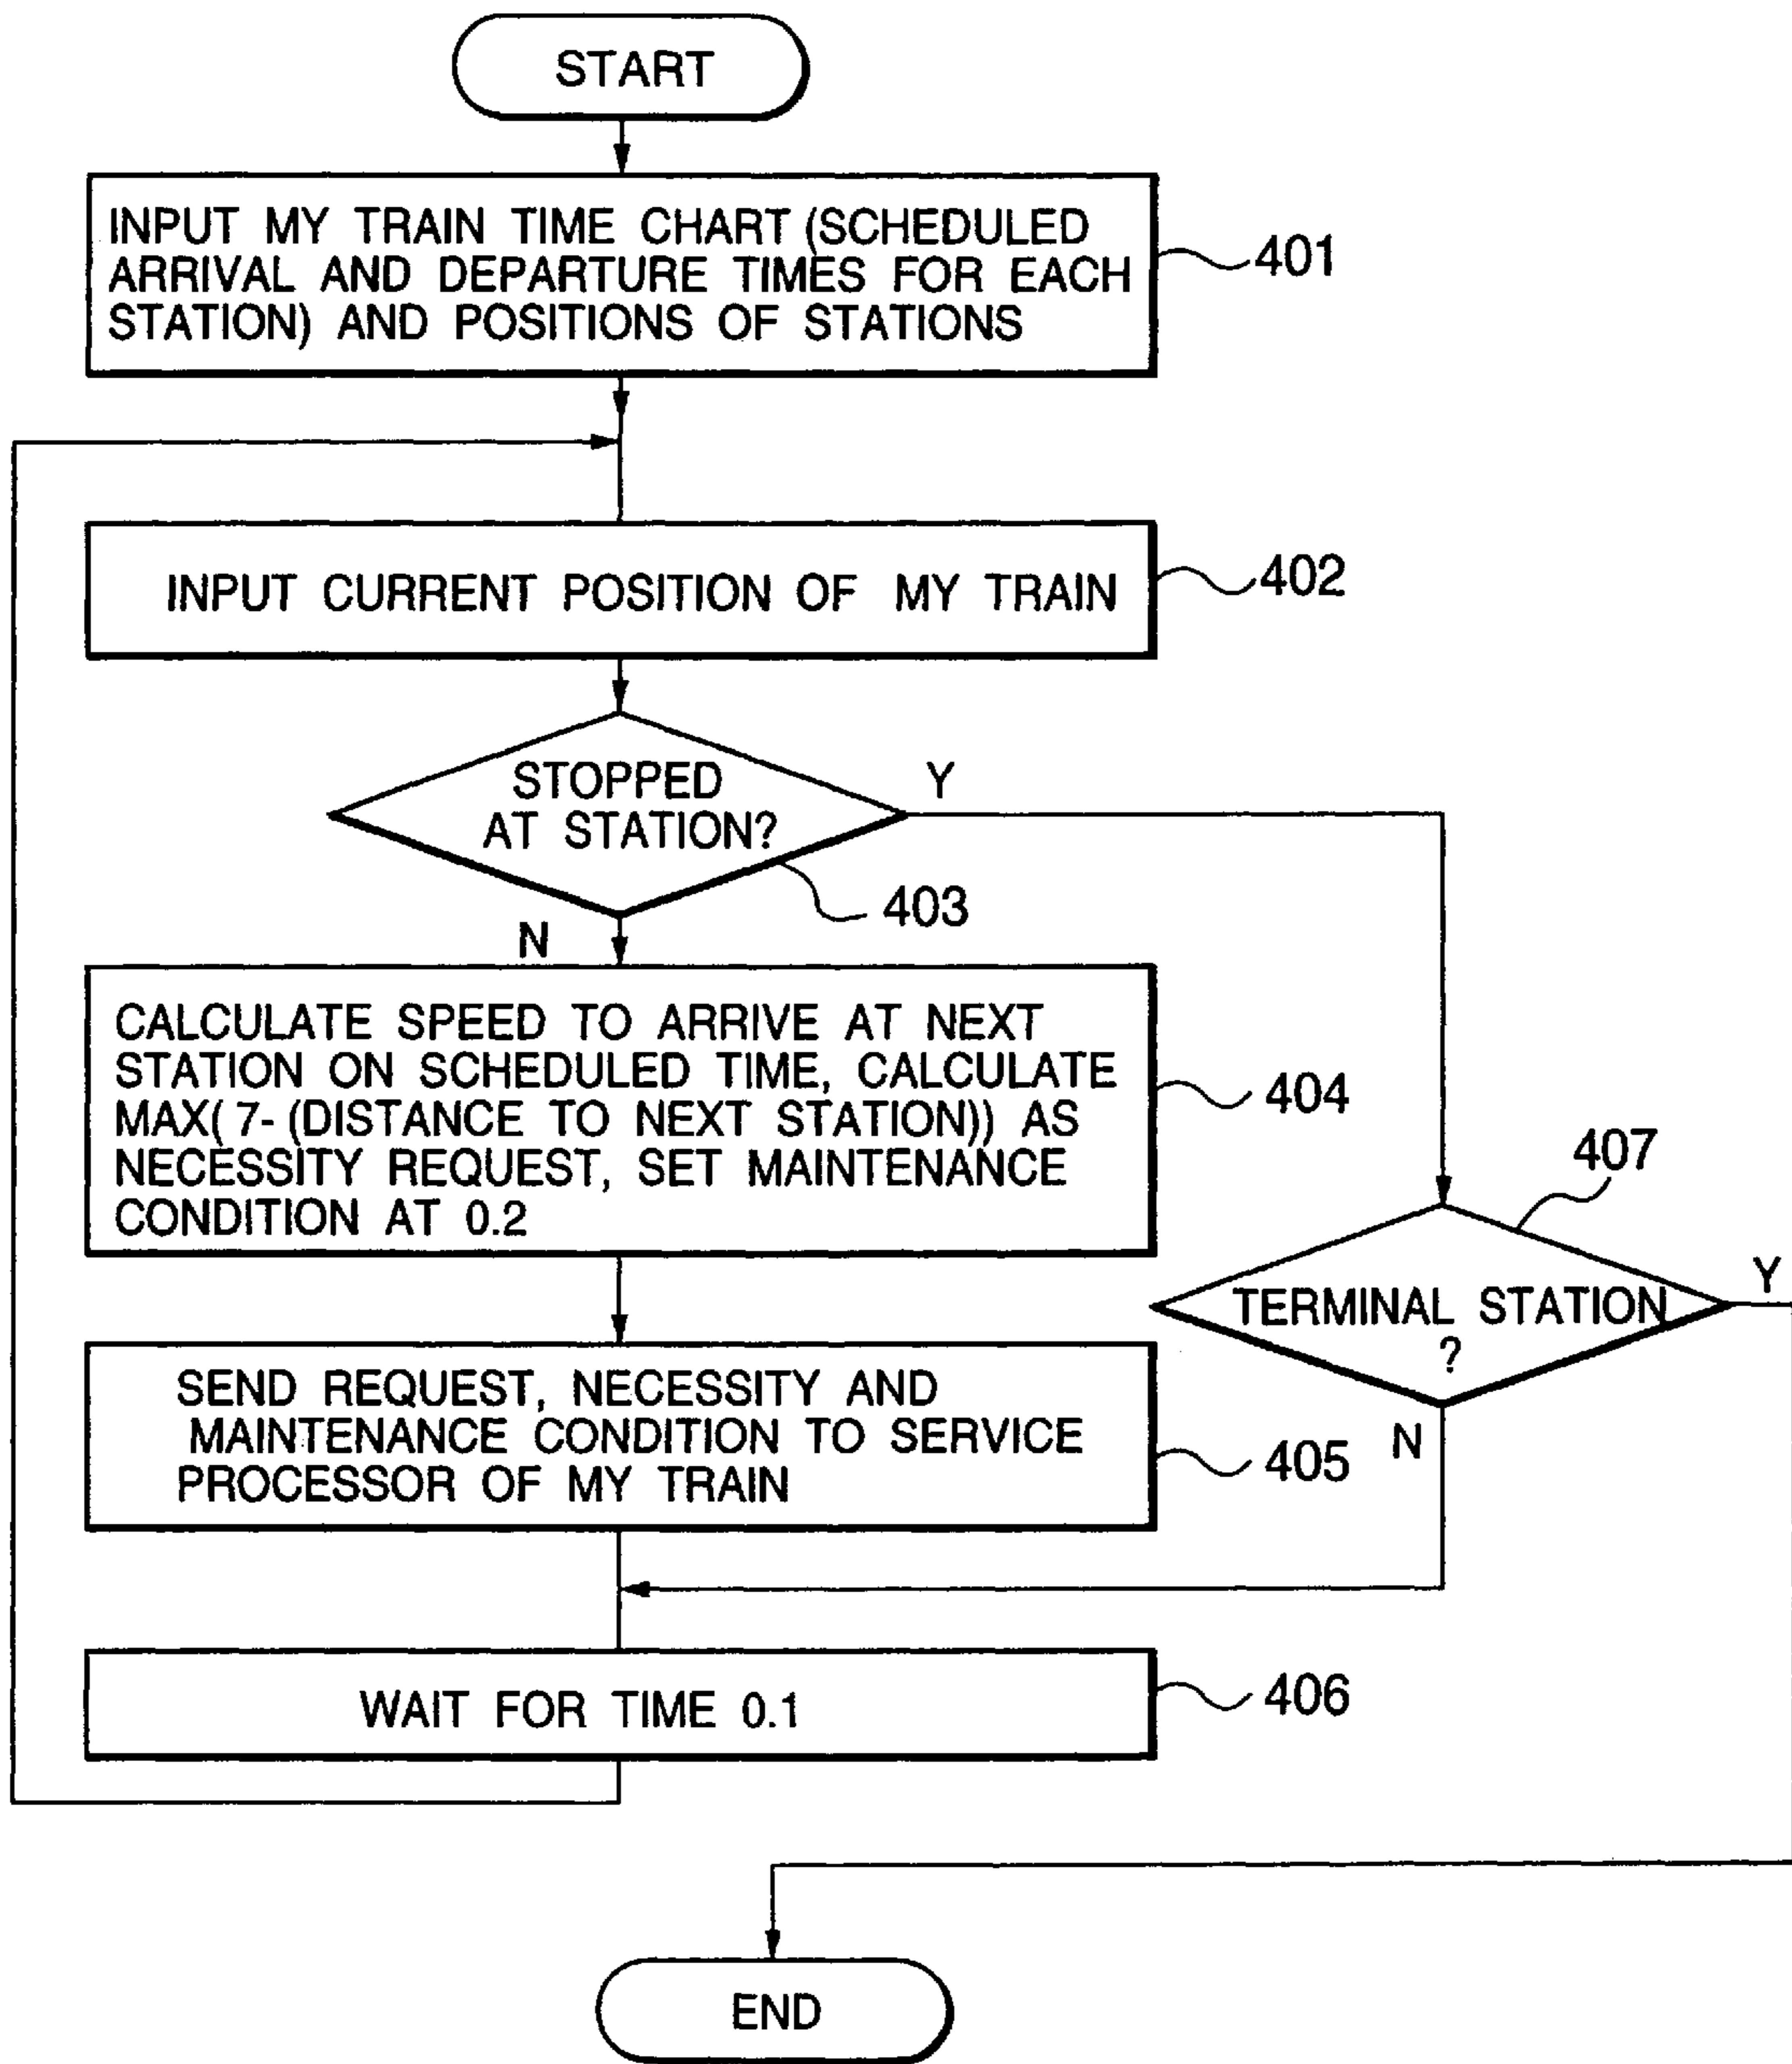 START
INPUT MY TRAIN TIME CHART (SCHEDULED
ARRIVAL AND DEPARTURE TIMES FOR EACH
STATION) AND POSITIONS OF STATIONS
401
INPUT CURRENT POSITION OF MY TRAIN
402
STOPPED
AT STATION?
Y
403
N
CALCULATE SPEED TO ARRIVE AT NEXT
STATION ON SCHEDULED TIME, CALCULATE
MAX( 7- (DISTANCE TO NEXT STATION)) AS
NECESSITY REQUEST, SET MAINTENANCE
CONDITION AT 0.2
404
407
TERMINAL STATION
?
Y
N
SEND REQUEST, NECESSITY AND
MAINTENANCE CONDITION TO SERVICE
PROCESSOR OF MY TRAIN
405
WAIT FOR TIME 0.1
406
END